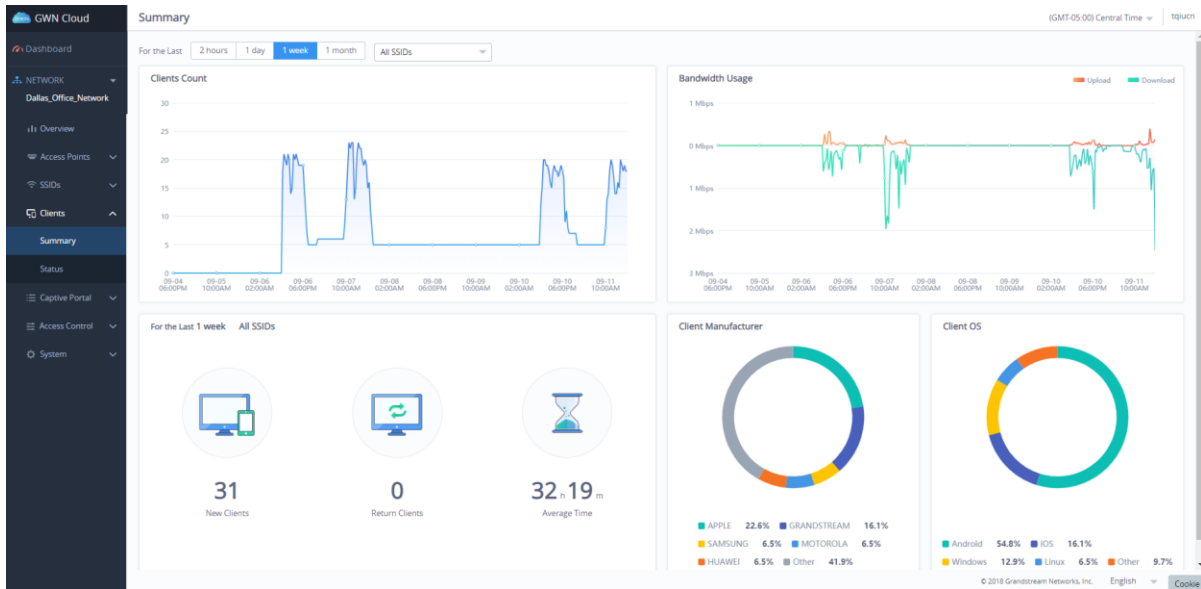 GWN Cloud
Summary
(GMT-05:00) Central Time
tqiucn
Dashboard
NETWORK
Dallas_Office_Network
Overview
Access Points
SSIDs
Clients
Summary
Status
Captive Portal
Access Control
System
For the Last 2 hours 1 day 1 week 1 month All SSIDs
Clients Count
30
25
20
15
10
5
0
09-04 09-05 09-06 09-06 09-07 09-08 09-08 09-09 09-10 09-10 09-11
06:00PM 10:00AM 02:00AM 06:00PM 10:00AM 02:00AM 06:00PM 10:00AM 02:00AM 06:00PM 10:00AM
Bandwidth Usage
Upload Download
1 Mbps
0 Mbps
1 Mbps
2 Mbps
3 Mbps
09-04 09-05 09-06 09-06 09-07 09-08 09-08 09-09 09-10 09-10 09-11
06:00PM 10:00AM 02:00AM 06:00PM 10:00AM 02:00AM 06:00PM 10:00AM 02:00AM 06:00PM 10:00AM
For the Last 1 week All SSIDs
31
New Clients
0
Return Clients
32 h 19 m
Average Time
Client Manufacturer
APPLE 22.6% GRANDSTREAM 16.1%
SAMSUNG 6.5% MOTOROLA 6.5%
HUAWEI 6.5% Other 41.9%
Client OS
Android 54.8% iOS 16.1%
Windows 12.9% Linux 6.5% Other 9.7%
© 2018 Grandstream Networks, Inc. English
Cookie